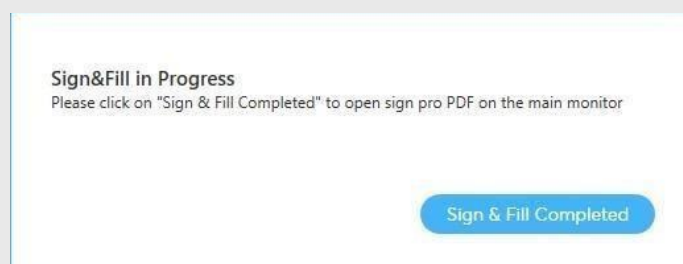 Sign&Fill in Progress
Please click on "Sign & Fill Completed" to open sign pro PDF on the main monitor
Sign & Fill Completed